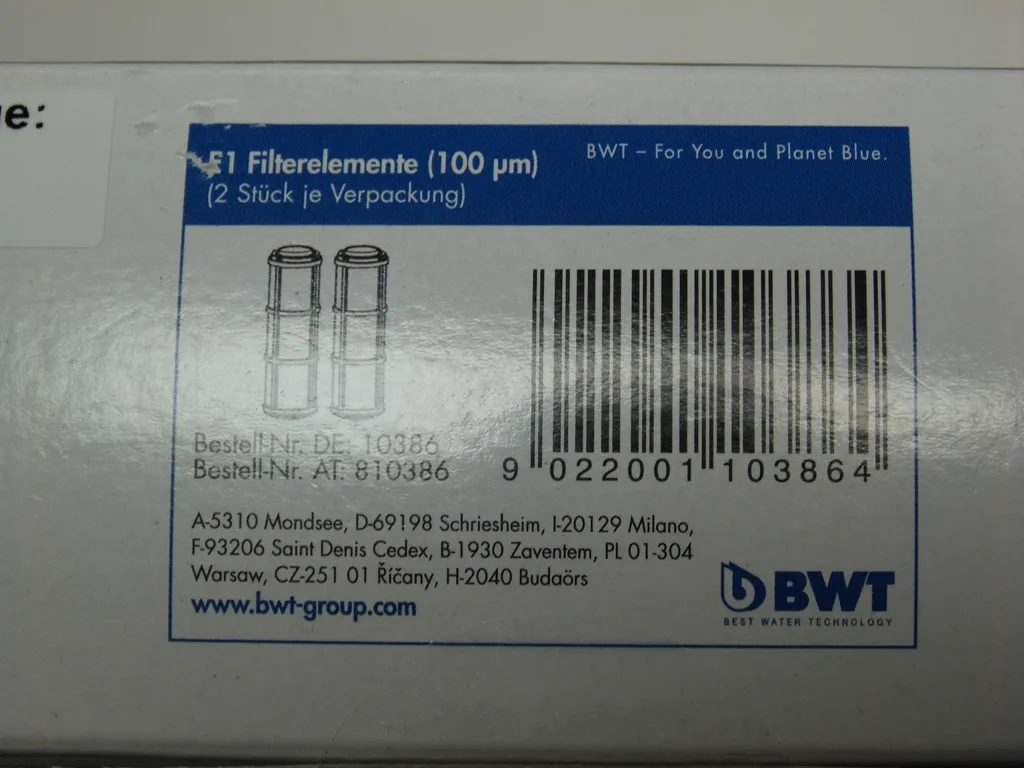 E1 Filterelemente (100 µm)
(2 Stück je Verpackung)
BWT – For You and Planet Blue.
Bestell-Nr. DE: 10386
Bestell-Nr. AT: 810386
9 022001 103864
A-5310 Mondsee, D-69198 Schriesheim, I-20129 Milano,
F-93206 Saint Denis Cedex, B-1930 Zaventem, PL 01-304
Warsaw, CZ-251 01 Říčany, H-2040 Budaörs
www.bwt-group.com
BWT
BEST WATER TECHNOLOGY